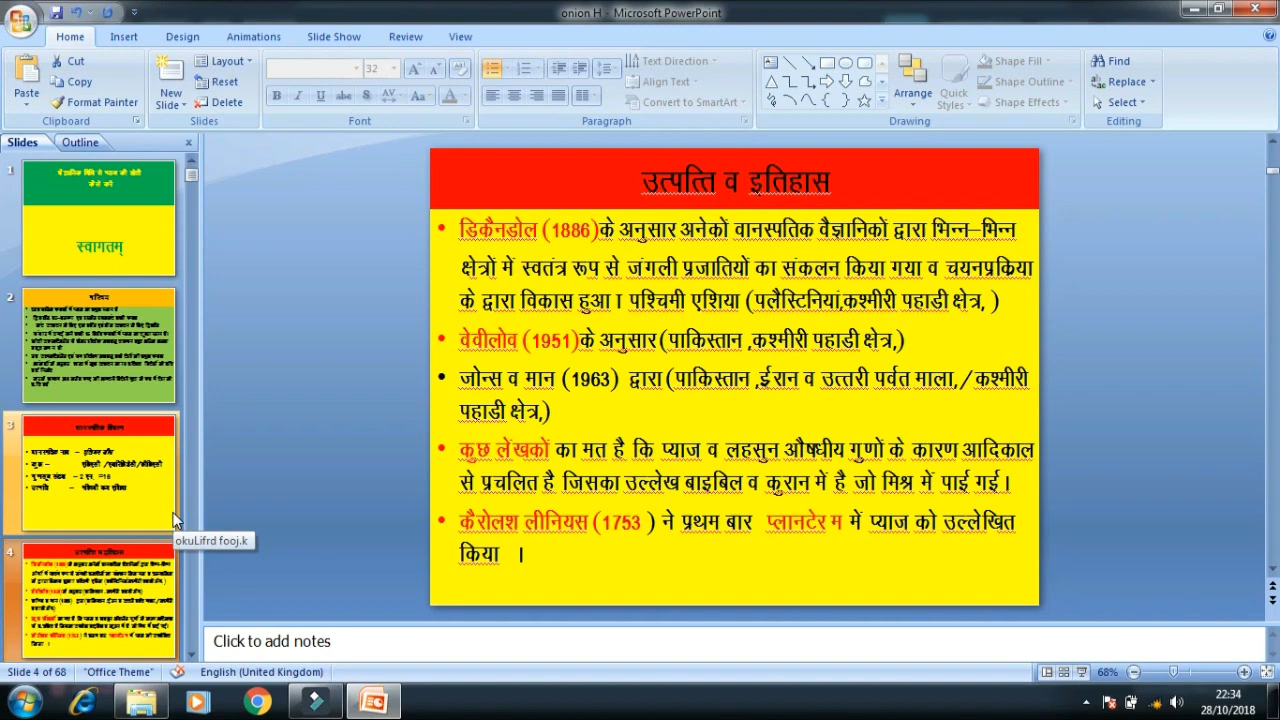 onion H - Microsoft PowerPoint
Home Insert Design Animations Slide Show Review View
Paste
Cut
Copy
Format Painter
Clipboard
New Slide
Layout
Reset
Delete
Slides
32
Font
Text Direction
Align Text
Convert to SmartArt
Paragraph
Arrange
Quick Styles
Shape Fill
Shape Outline
Shape Effects
Drawing
Find
Replace
Select
Editing
Slides Outline
1
स्वागतम्
2
3
4
okuLifrd fooj.k
उत्पत्ति व इतिहास
• डिकैनडोल (1886)के अनुसार अनेकों वानस्पतिक वैज्ञानिकों द्वारा भिन्न–भिन्न
क्षेत्रों में स्वतंत्र रूप से जंगली प्रजातियों का संकलन किया गया व चयनप्रकिया
के द्वारा विकास हुआ । पश्चिमी एशिया (पलैस्टिनिया,कश्मीरी पहाडी क्षेत्र, )
• वेवीलोव (1951)के अनुसार(पाकिस्तान ,कश्मीरी पहाडी क्षेत्र,)
• जोन्स व मान (1963) द्वारा (पाकिस्तान ,ईरान व उत्तरी पर्वत माला,/कश्मीरी
पहाडी क्षेत्र,)
• कुछ लेंखकों का मत है कि प्याज व लहसुन औषधीय गुणों के कारण आदिकाल
से प्रचलित है जिसका उल्लेख बाइबिल व कुरान में है जो मिश्र में पाई गई ।
• कैरोलश लीनियस (1753 ) ने प्रथम बार प्लानटेर म में प्याज को उल्लेखित
किया ।
Click to add notes
Slide 4 of 68 "Office Theme" English (United Kingdom) 68%
22:34
28/10/2018